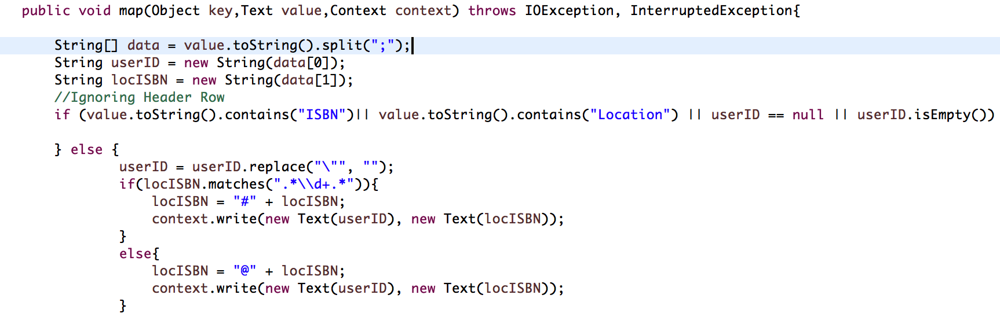 public void map(Object key,Text value,Context context) throws IOException, InterruptedException{
String[] data = value.toString().split(";");
String userID = new String(data[0]);
String locISBN = new String(data[1]);
//Ignoring Header Row
if (value.toString().contains("ISBN")|| value.toString().contains("Location") || userID == null || userID.isEmpty())
} else {
userID = userID.replace("\"", "");
if(locISBN.matches(".*\\d+.*")){
locISBN = "#" + locISBN;
context.write(new Text(userID), new Text(locISBN));
}
else{
locISBN = "@" + locISBN;
context.write(new Text(userID), new Text(locISBN));
}